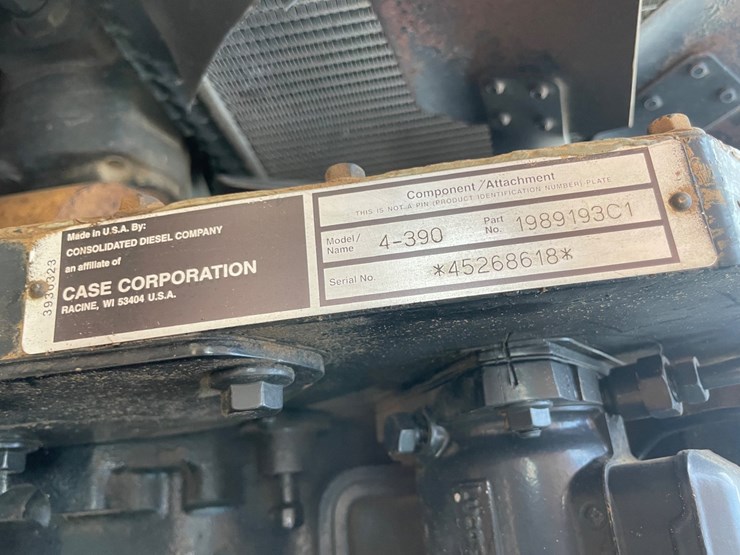 Made in U.S.A. By:
CONSOLIDATED DIESEL COMPANY
an affiliate of
CASE CORPORATION
RACINE, WI 53404 U.S.A.
Component/Attachment
THIS IS NOT A PIN (PRODUCT IDENTIFICATION NUMBER) PLATE
Model/Name 4-390 Part No. 1989193C1
Serial No. *45268618*